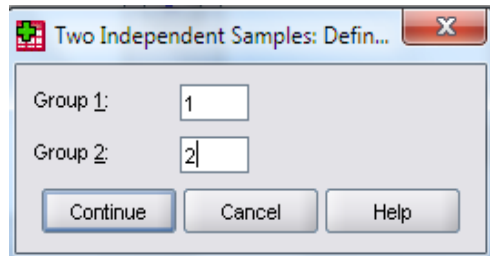 Two Independent Samples: Defin...
Group 1: 1
Group 2: 2
Continue Cancel Help